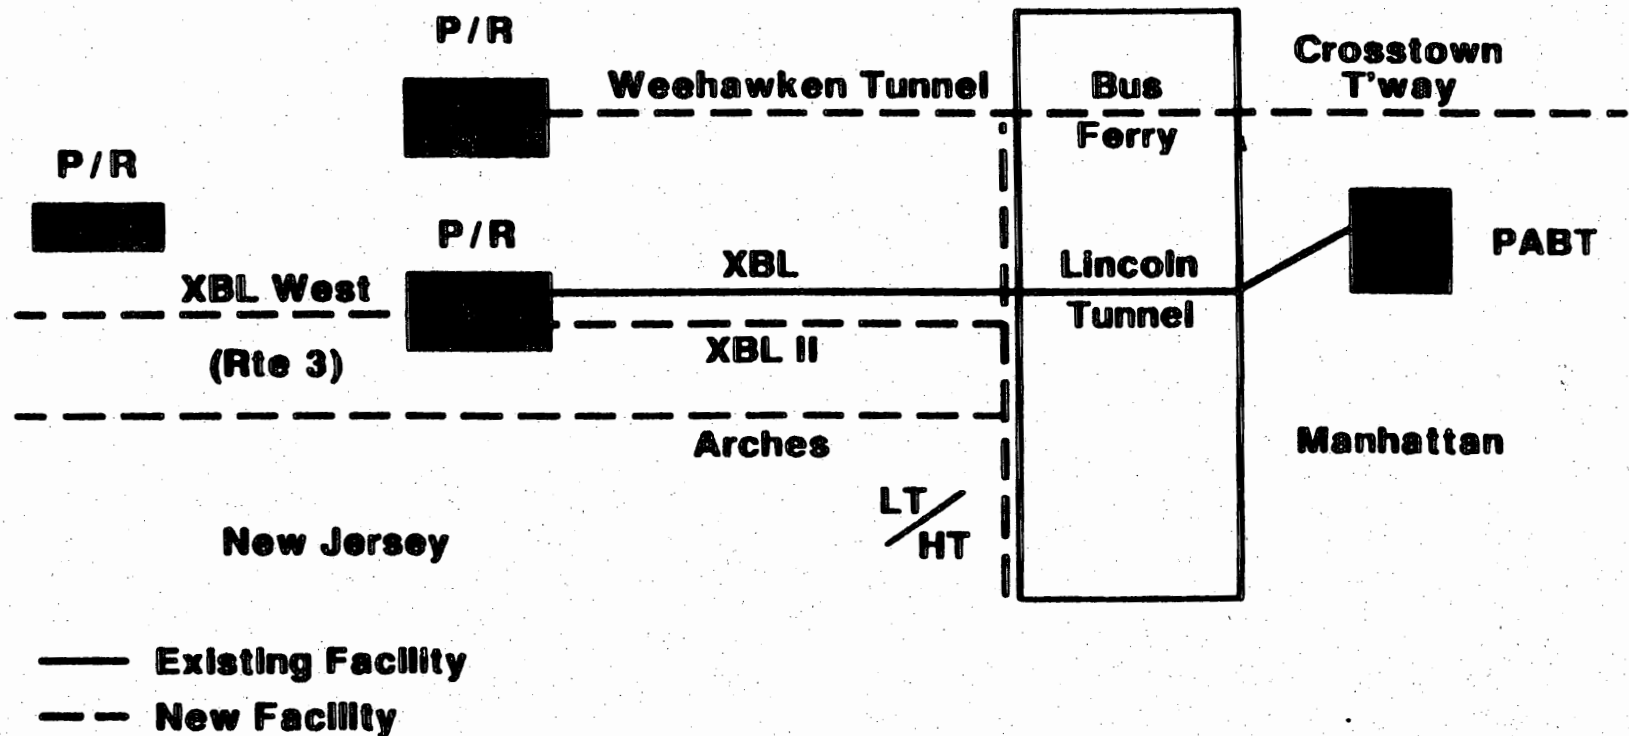 P/R
Crosstown
T'way
Weehawken Tunnel
Bus
Ferry
P/R
P/R
XBL
Lincoln
Tunnel
PABT
XBL West
(Rte 3)
XBL II
Arches
Manhattan
LT/HT
New Jersey
Existing Facility
New Facility